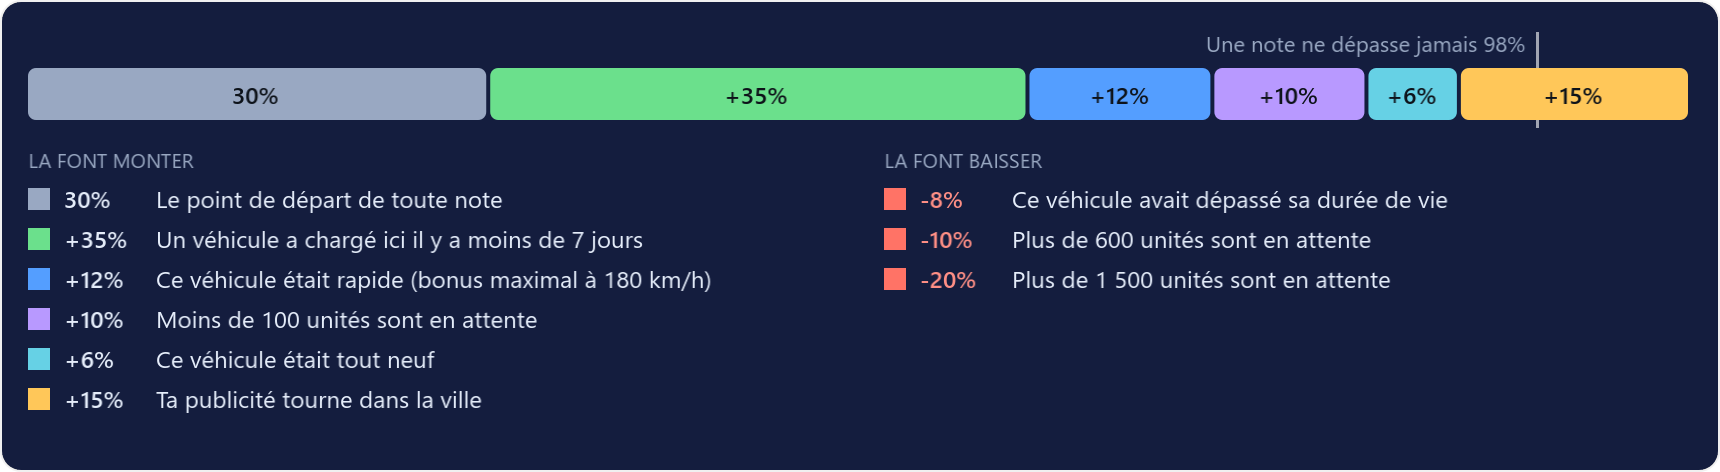 Une note ne dépasse jamais 98%
30% +35% +12% +10% +6% +15%
LA FONT MONTER
30% Le point de départ de toute note
+35% Un véhicule a chargé ici il y a moins de 7 jours
+12% Ce véhicule était rapide (bonus maximal à 180 km/h)
+10% Moins de 100 unités sont en attente
+6% Ce véhicule était tout neuf
+15% Ta publicité tourne dans la ville
LA FONT BAISSER
-8% Ce véhicule avait dépassé sa durée de vie
-10% Plus de 600 unités sont en attente
-20% Plus de 1 500 unités sont en attente